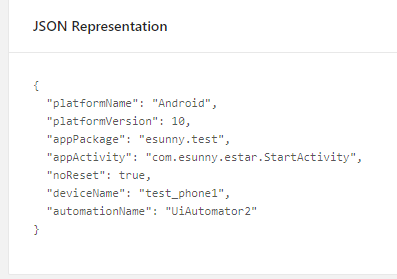 JSON Representation
{
  "platformName": "Android",
  "platformVersion": 10,
  "appPackage": "esunny.test",
  "appActivity": "com.esunny.estar.StartActivity",
  "noReset": true,
  "deviceName": "test_phone1",
  "automationName": "UiAutomator2"
}